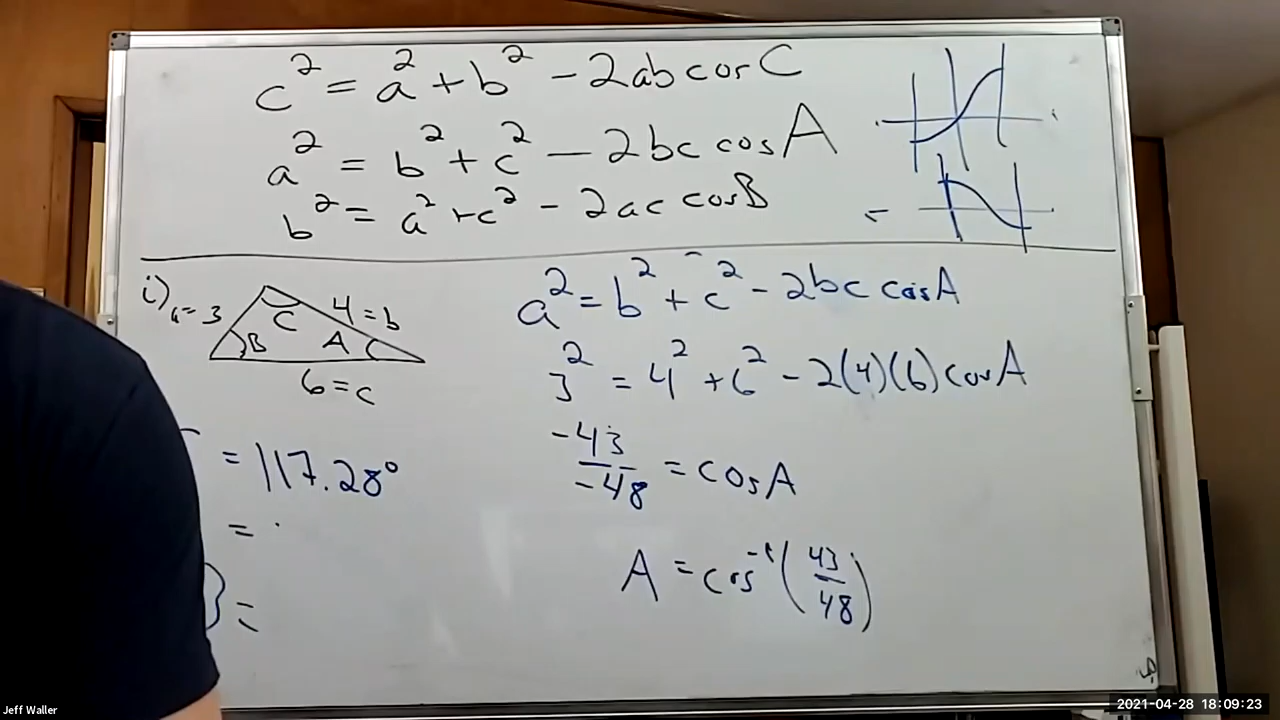 c² = a² + b² - 2ab cos C
a² = b² + c² - 2bc cos A
b² = a² + c² - 2ac cos B
=
i)
a = 3
4 = b
C
B
A
6 = c
= 117.28°
=
B =
a² = b² + c² - 2bc cos A
3² = 4² + 6² - 2(4)(6) cos A
-43/-48 = cos A
A = cos⁻¹(43/48)
Jeff Waller
2021-04-28 18:09:23